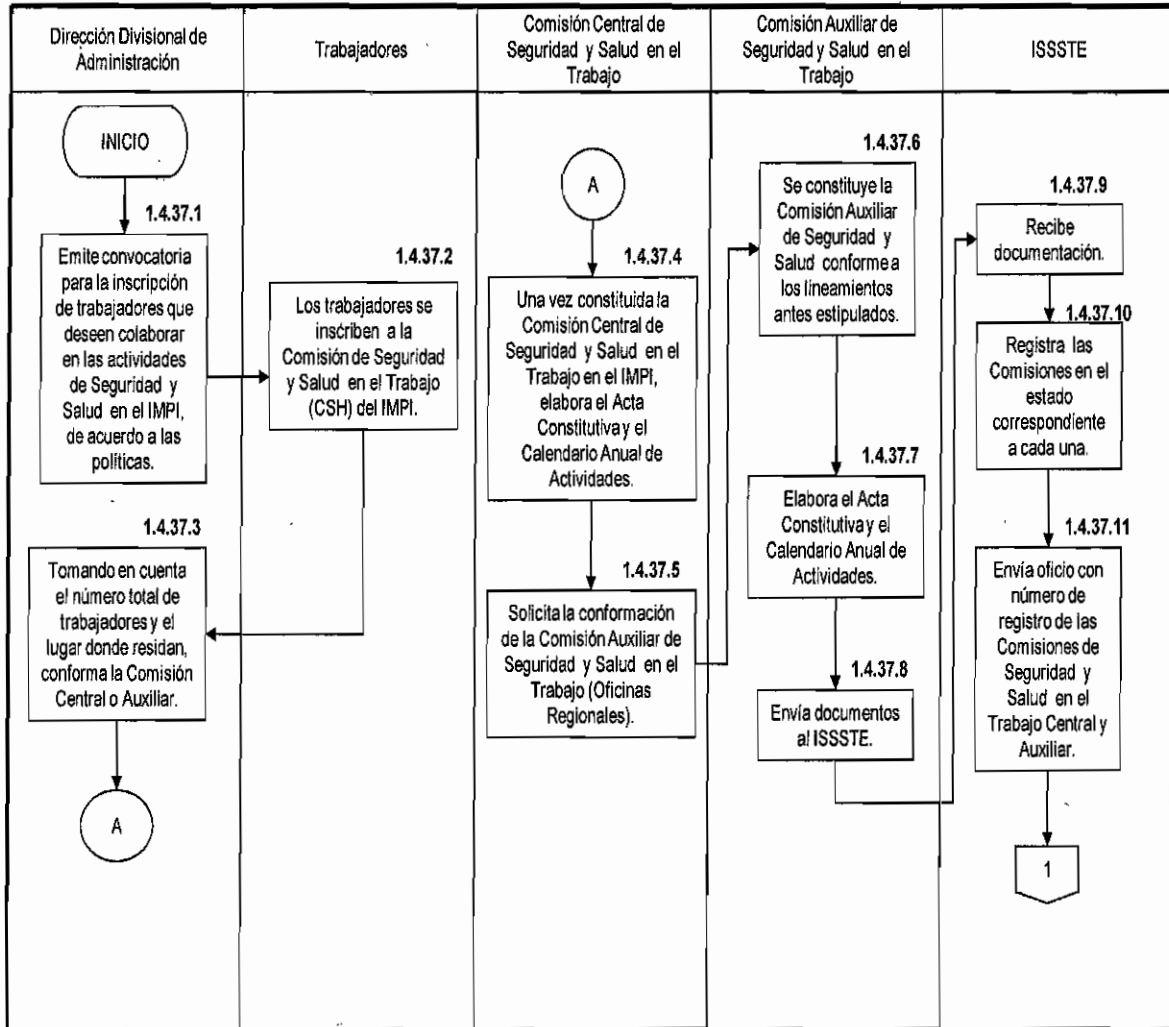 Dirección Divisional de
Administración
Trabajadores
Comisión Central de
Seguridad y Salud en el
Trabajo
Comisión Auxiliar de
Seguridad y Salud en el
Trabajo
ISSSTE
INICIO
1.4.37.1
Emite convocatoria
para la inscripción
de trabajadores que
deseen colaborar
en las actividades
de Seguridad y
Salud en el IMPI,
de acuerdo a las
políticas.
1.4.37.2
Los trabajadores se
inscriben a la
Comisión de Seguridad
y Salud en el Trabajo
(CSH) del IMPI.
1.4.37.3
Tomando en cuenta
el número total de
trabajadores y el
lugar donde residan,
conforma la Comisión
Central o Auxiliar.
A
A
1.4.37.4
Una vez constituida la
Comisión Central de
Seguridad y Salud en el
Trabajo en el IMPI,
elabora el Acta
Constitutiva y el
Calendario Anual de
Actividades.
1.4.37.5
Solicita la conformación
de la Comisión Auxiliar de
Seguridad y Salud en el
Trabajo (Oficinas
Regionales).
1.4.37.6
Se constituye la
Comisión Auxiliar
de Seguridad y
Salud conforme a
los lineamientos
antes estipulados.
1.4.37.7
Elabora el Acta
Constitutiva y el
Calendario Anual de
Actividades.
1.4.37.8
Envía documentos
al ISSSTE.
1.4.37.9
Recibe
documentación.
1.4.37.10
Registra las
Comisiones en el
estado
correspondiente
a cada una.
1.4.37.11
Envía oficio con
número de
registro de las
Comisiones de
Seguridad y
Salud en el
Trabajo Central y
Auxiliar.
1